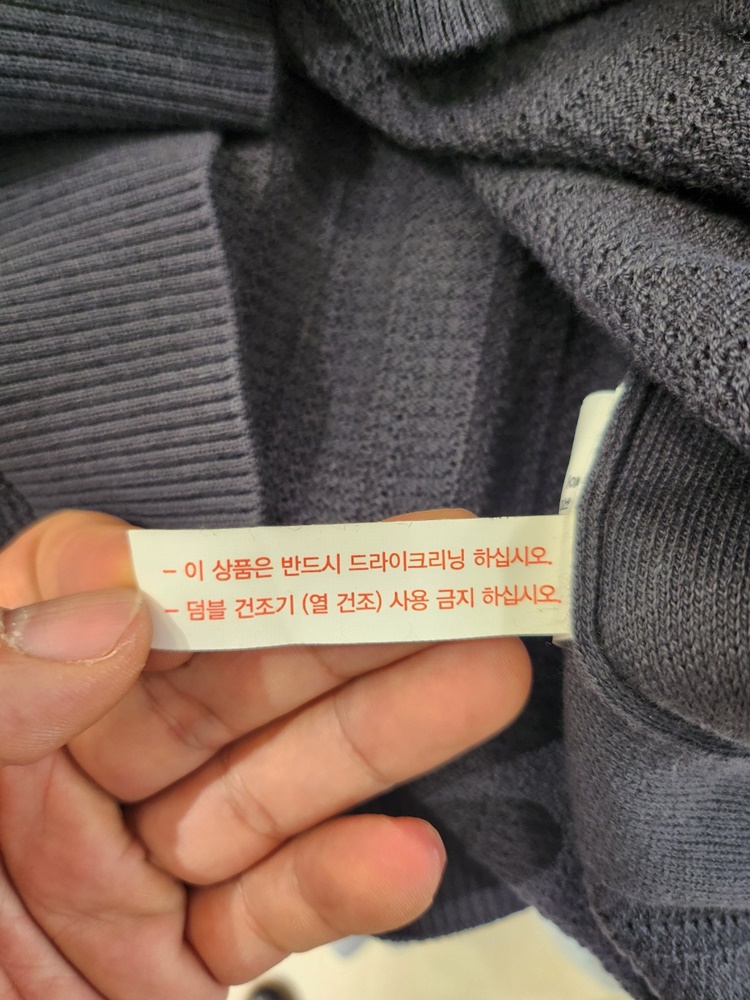 - 이 상품은 반드시 드라이크리닝 하십시오.
- 덤블 건조기 (열 건조) 사용 금지 하십시오.